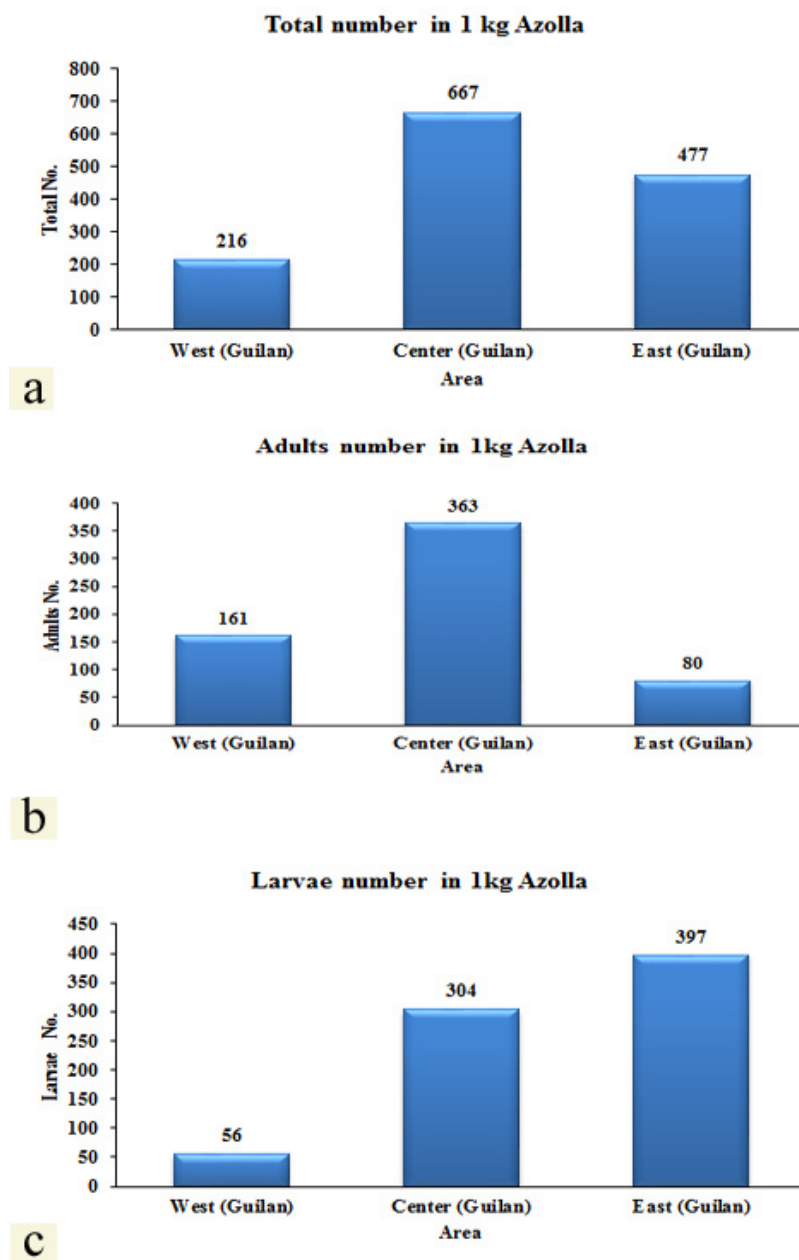 Total number in 1 kg Azolla
800
700
600
500
400
300
200
100
0
Total No.
216
667
477
West (Guilan) Center (Guilan) East (Guilan)
Area
a
Adults number in 1kg Azolla
400
350
300
250
200
150
100
50
0
Adults No.
161
363
80
West (Guilan) Center (Guilan) East (Guilan)
Area
b
Larvae number in 1kg Azolla
450
400
350
300
250
200
150
100
50
0
Larvae No.
56
304
397
West (Guilan) Center (Guilan) East (Guilan)
Area
c